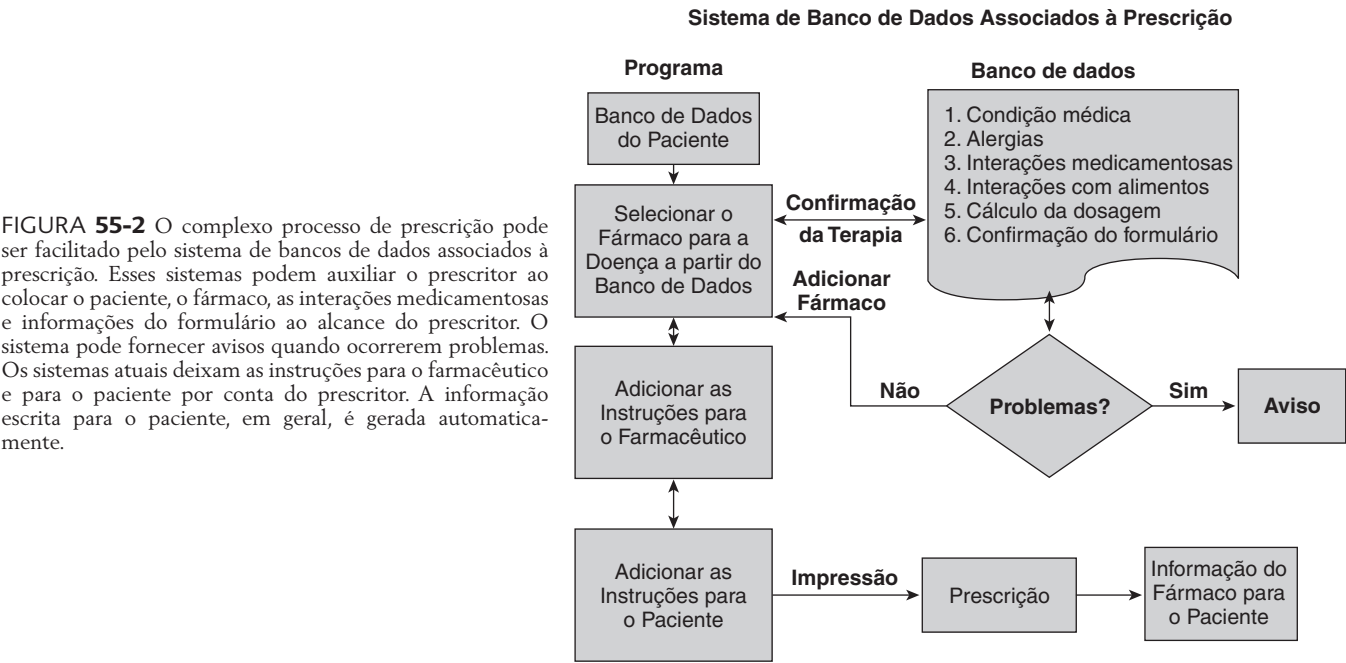 Sistema de Banco de Dados Associados à Prescrição
Programa
Banco de dados
Banco de Dados
do Paciente
1. Condição médica
2. Alergias
3. Interações medicamentosas
4. Interações com alimentos
5. Cálculo da dosagem
6. Confirmação do formulário
Selecionar o
Fármaco para a
Doença a partir do
Banco de Dados
Confirmação
da Terapia
Adicionar
Fármaco
FIGURA 55-2 O complexo processo de prescrição pode
ser facilitado pelo sistema de bancos de dados associados à
prescrição. Esses sistemas podem auxiliar o prescritor ao
colocar o paciente, o fármaco, as interações medicamentosas
e informações do formulário ao alcance do prescritor. O
sistema pode fornecer avisos quando ocorrerem problemas.
Os sistemas atuais deixam as instruções para o farmacêutico
e para o paciente por conta do prescritor. A informação
escrita para o paciente, em geral, é gerada automatica-
mente.
Adicionar as
Instruções para
o Farmacêutico
Não
Problemas?
Sim
Aviso
Adicionar as
Instruções para
o Paciente
Impressão
Prescrição
Informação do
Fármaco para
o Paciente